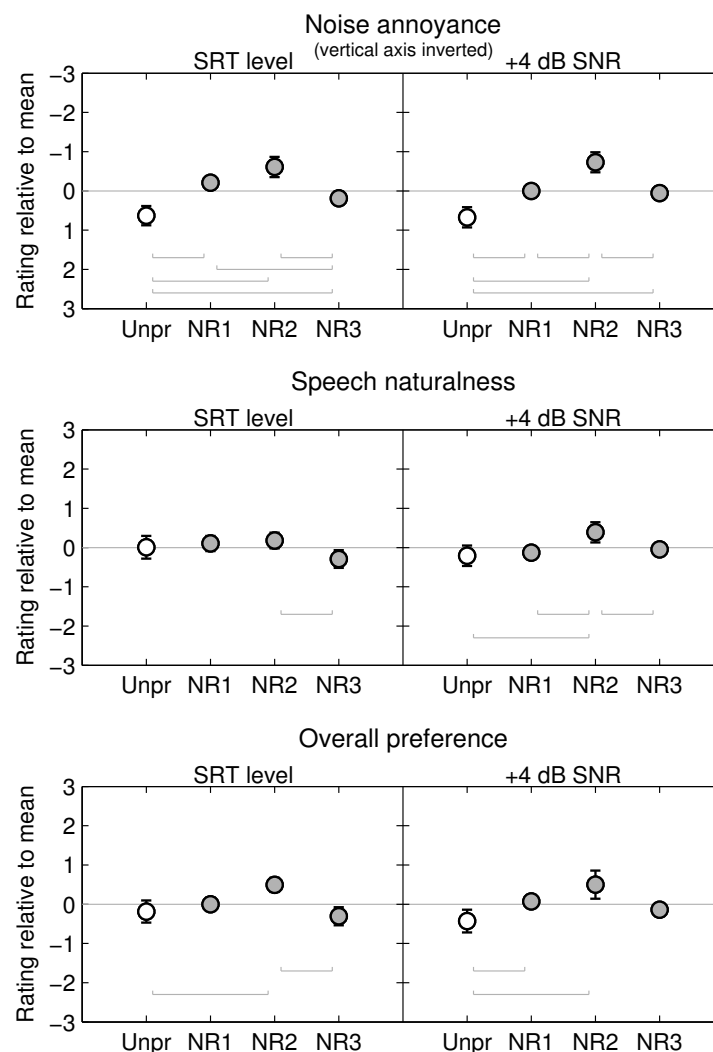 Noise annoyance
(vertical axis inverted)
SRT level
+4 dB SNR
Rating relative to mean
−3
−2
−1
0
1
2
3
Unpr NR1 NR2 NR3 Unpr NR1 NR2 NR3
Speech naturalness
SRT level
+4 dB SNR
Rating relative to mean
3
2
1
0
−1
−2
−3
Unpr NR1 NR2 NR3 Unpr NR1 NR2 NR3
Overall preference
SRT level
+4 dB SNR
Rating relative to mean
3
2
1
0
−1
−2
−3
Unpr NR1 NR2 NR3 Unpr NR1 NR2 NR3